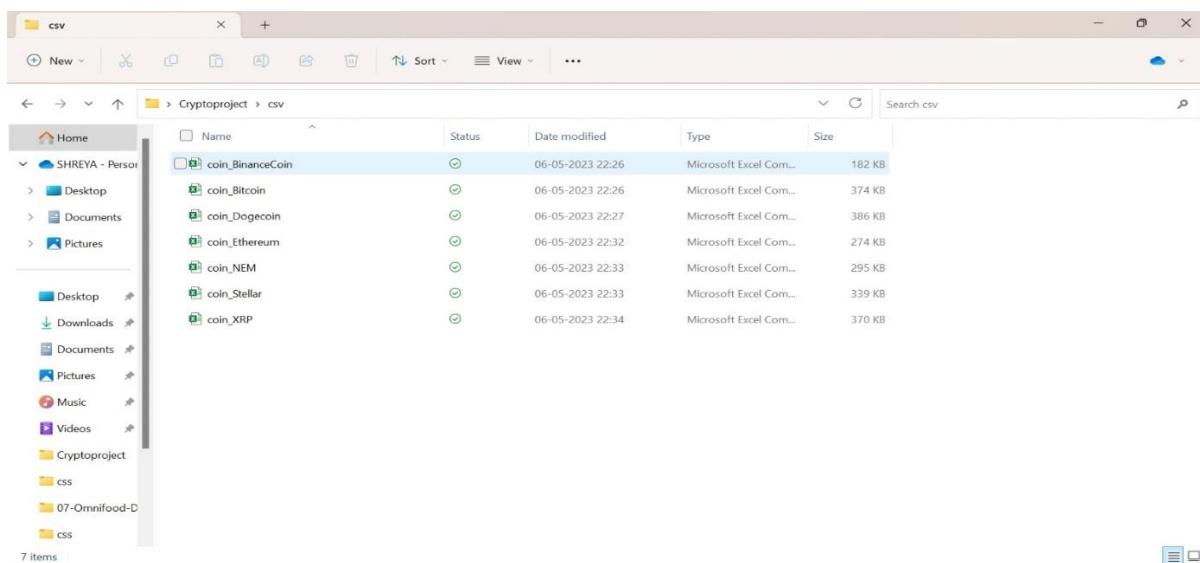 csv
New
Sort
View
Cryptoproject > csv
Search csv
Name Status Date modified Type Size
Home
SHREYA - Person
coin_BinanceCoin 06-05-2023 22:26 Microsoft Excel Com... 182 KB
Desktop
coin_Bitcoin 06-05-2023 22:26 Microsoft Excel Com... 374 KB
Documents
coin_Dogecoin 06-05-2023 22:27 Microsoft Excel Com... 386 KB
Pictures
coin_Ethereum 06-05-2023 22:32 Microsoft Excel Com... 274 KB
coin_NEM 06-05-2023 22:33 Microsoft Excel Com... 295 KB
Desktop
coin_Stellar 06-05-2023 22:33 Microsoft Excel Com... 339 KB
Downloads
coin_XRP 06-05-2023 22:34 Microsoft Excel Com... 370 KB
Documents
Pictures
Music
Videos
Cryptoproject
css
07-Omnifood-D
css
7 items